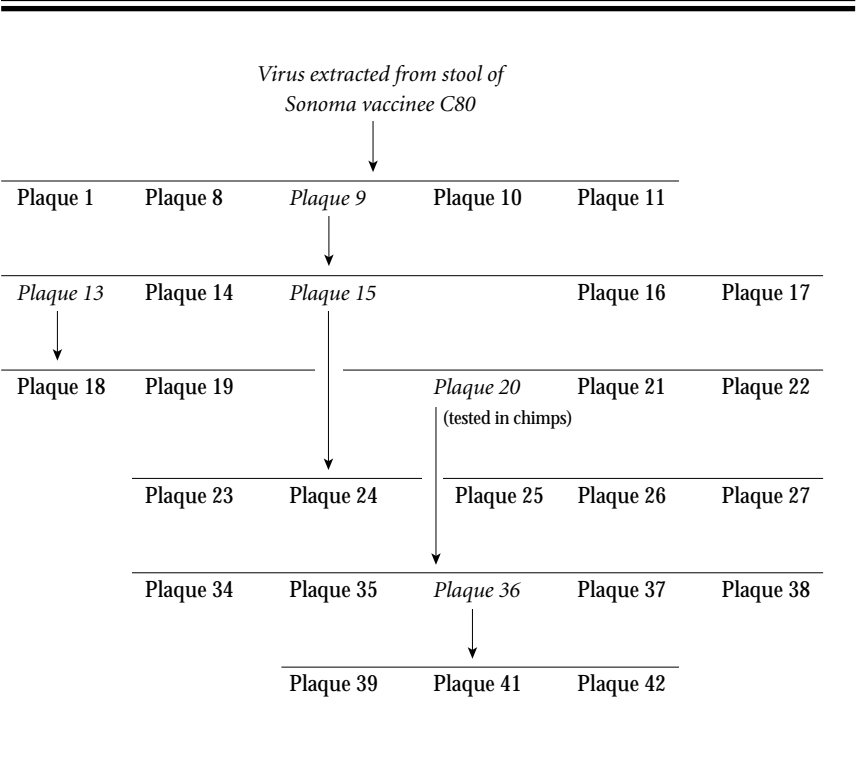 Virus extracted from stool of
Sonoma vaccinee C80
Plaque 1 Plaque 8 Plaque 9 Plaque 10 Plaque 11
Plaque 13 Plaque 14 Plaque 15 Plaque 16 Plaque 17
Plaque 18 Plaque 19 Plaque 20 Plaque 21 Plaque 22
(tested in chimps)
Plaque 23 Plaque 24 Plaque 25 Plaque 26 Plaque 27
Plaque 34 Plaque 35 Plaque 36 Plaque 37 Plaque 38
Plaque 39 Plaque 41 Plaque 42